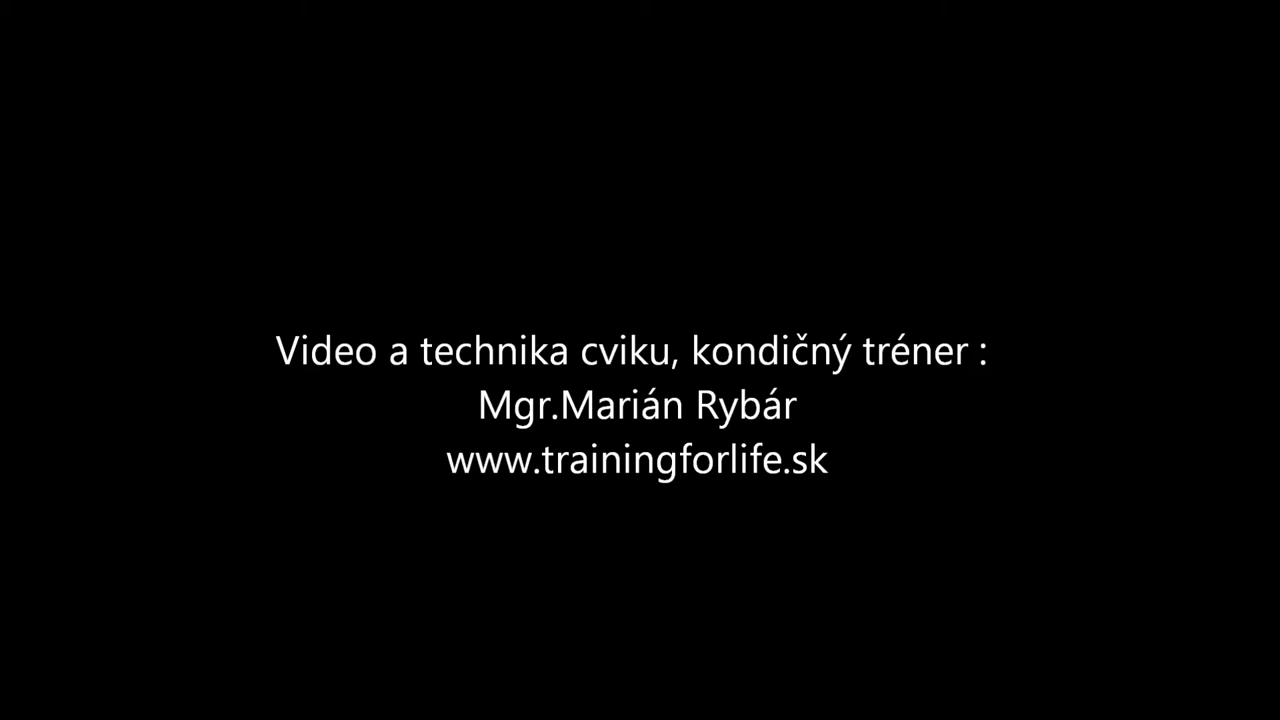 Video a technika cviku, kondičný tréner :
Mgr.Marián Rybár
www.trainingforlife.sk